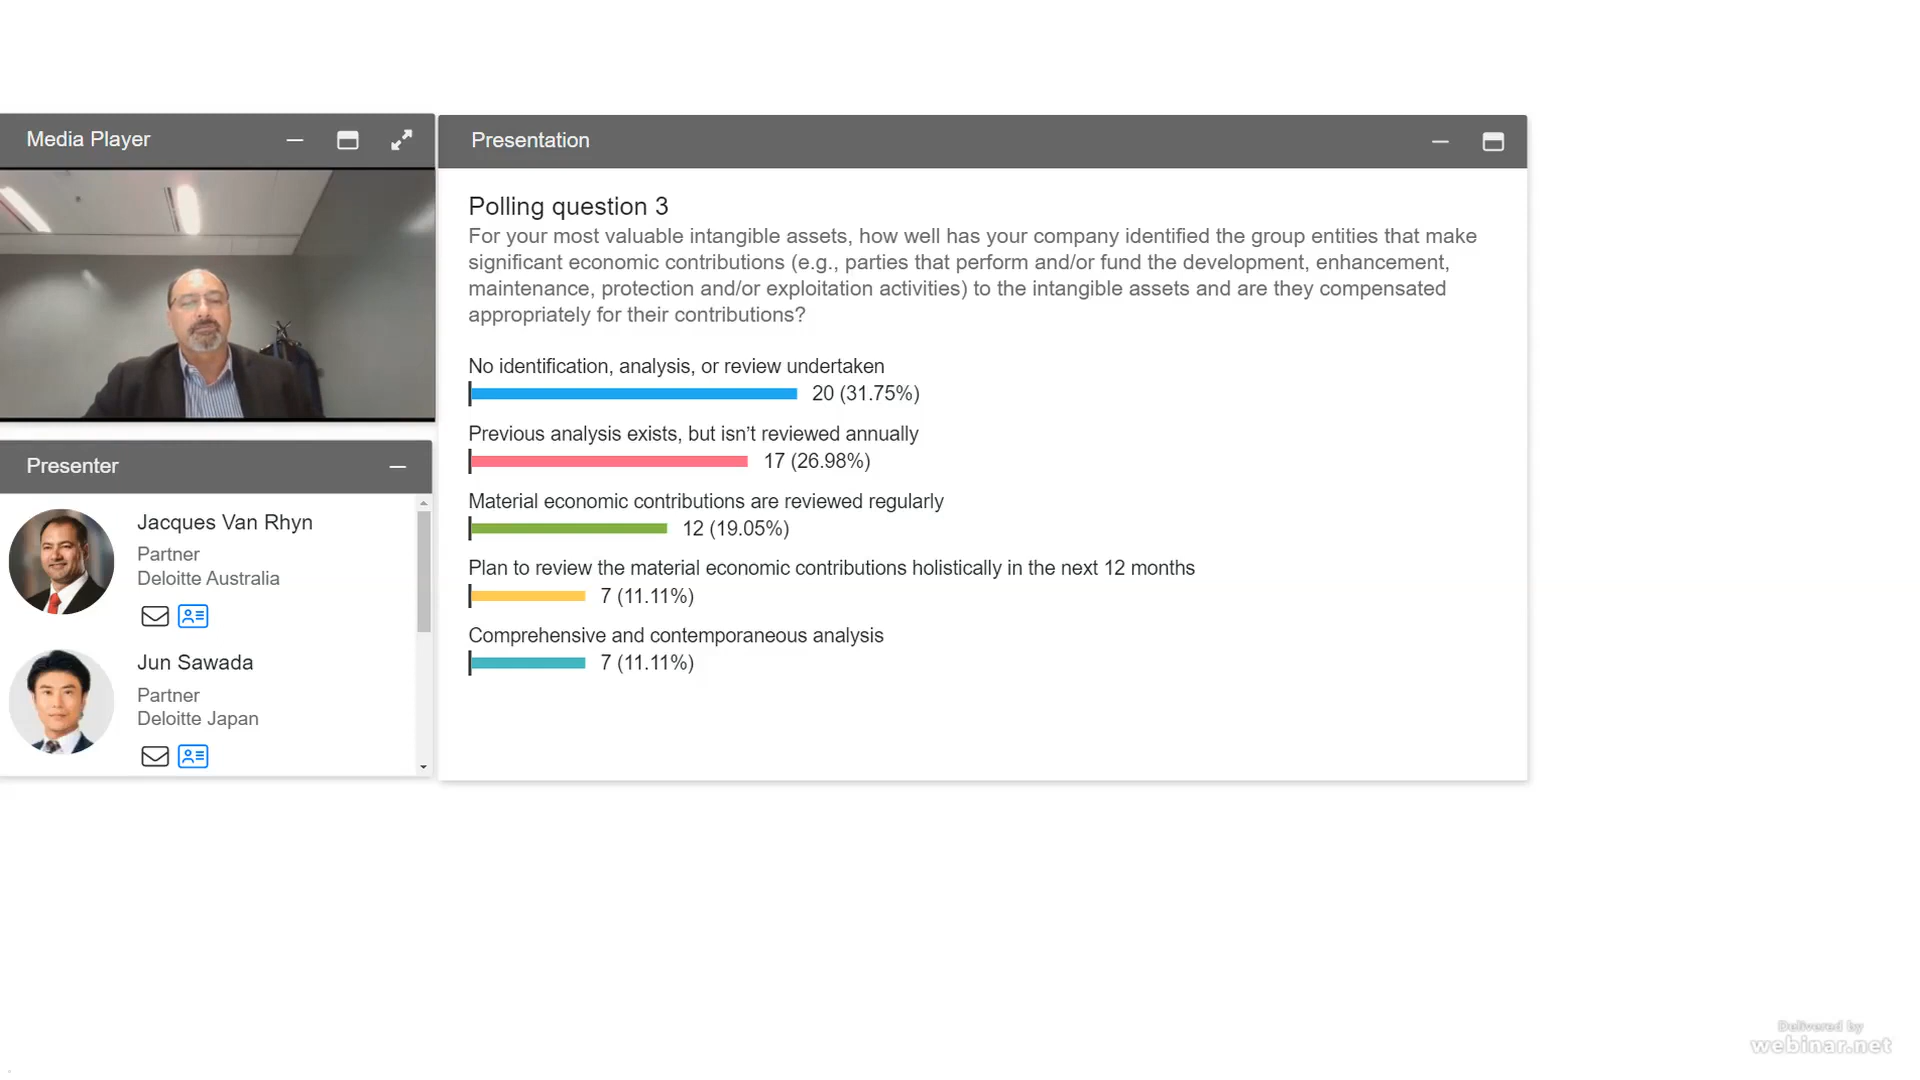 Media Player
Presentation
Polling question 3
For your most valuable intangible assets, how well has your company identified the group entities that make
significant economic contributions (e.g., parties that perform and/or fund the development, enhancement,
maintenance, protection and/or exploitation activities) to the intangible assets and are they compensated
appropriately for their contributions?
No identification, analysis, or review undertaken
20 (31.75%)
Previous analysis exists, but isn’t reviewed annually
17 (26.98%)
Material economic contributions are reviewed regularly
12 (19.05%)
Plan to review the material economic contributions holistically in the next 12 months
7 (11.11%)
Comprehensive and contemporaneous analysis
7 (11.11%)
Presenter
Jacques Van Rhyn
Partner
Deloitte Australia
Jun Sawada
Partner
Deloitte Japan
Delivered by
webinar.net